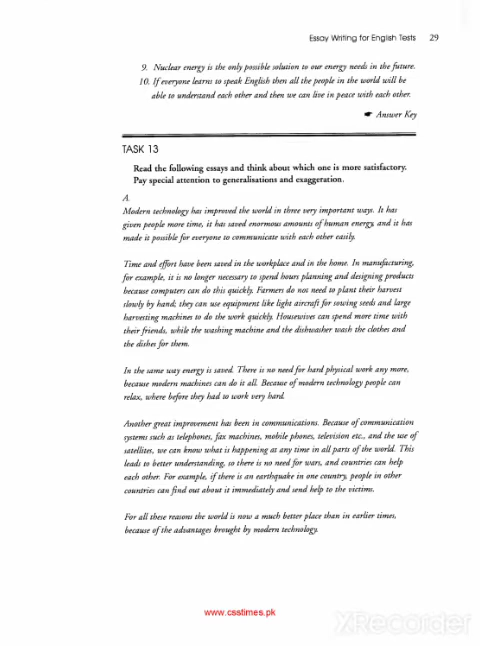 Essay Writing for English Tests 29
9. Nuclear energy is the only possible solution to our energy needs in the future.
10. If everyone learns to speak English then all the people in the world will be
able to understand each other and then we can live in peace with each other.
☛ Answer Key
TASK 13
Read the following essays and think about which one is more satisfactory.
Pay special attention to generalisations and exaggeration.
A.
Modern technology has improved the world in three very important ways. It has
given people more time, it has saved enormous amounts of human energy, and it has
made it possible for everyone to communicate with each other easily.
Time and effort have been saved in the workplace and in the home. In manufacturing,
for example, it is no longer necessary to spend hours planning and designing products
because computers can do this quickly. Farmers do not need to plant their harvest
slowly by hand; they can use equipment like light aircraft for sowing seeds and large
harvesting machines to do the work quickly. Housewives can spend more time with
their friends, while the washing machine and the dishwasher wash the clothes and
the dishes for them.
In the same way energy is saved. There is no need for hard physical work any more,
because modern machines can do it all. Because of modern technology people can
relax, where before they had to work very hard.
Another great improvement has been in communications. Because of communication
systems such as telephones, fax machines, mobile phones, television etc., and the use of
satellites, we can know what is happening at any time in all parts of the world. This
leads to better understanding, so there is no need for wars, and countries can help
each other. For example, if there is an earthquake in one country, people in other
countries can find out about it immediately and send help to the victims.
For all these reasons the world is now a much better place than in earlier times,
because of the advantages brought by modern technology.
www.csstimes.pk
XRecorder